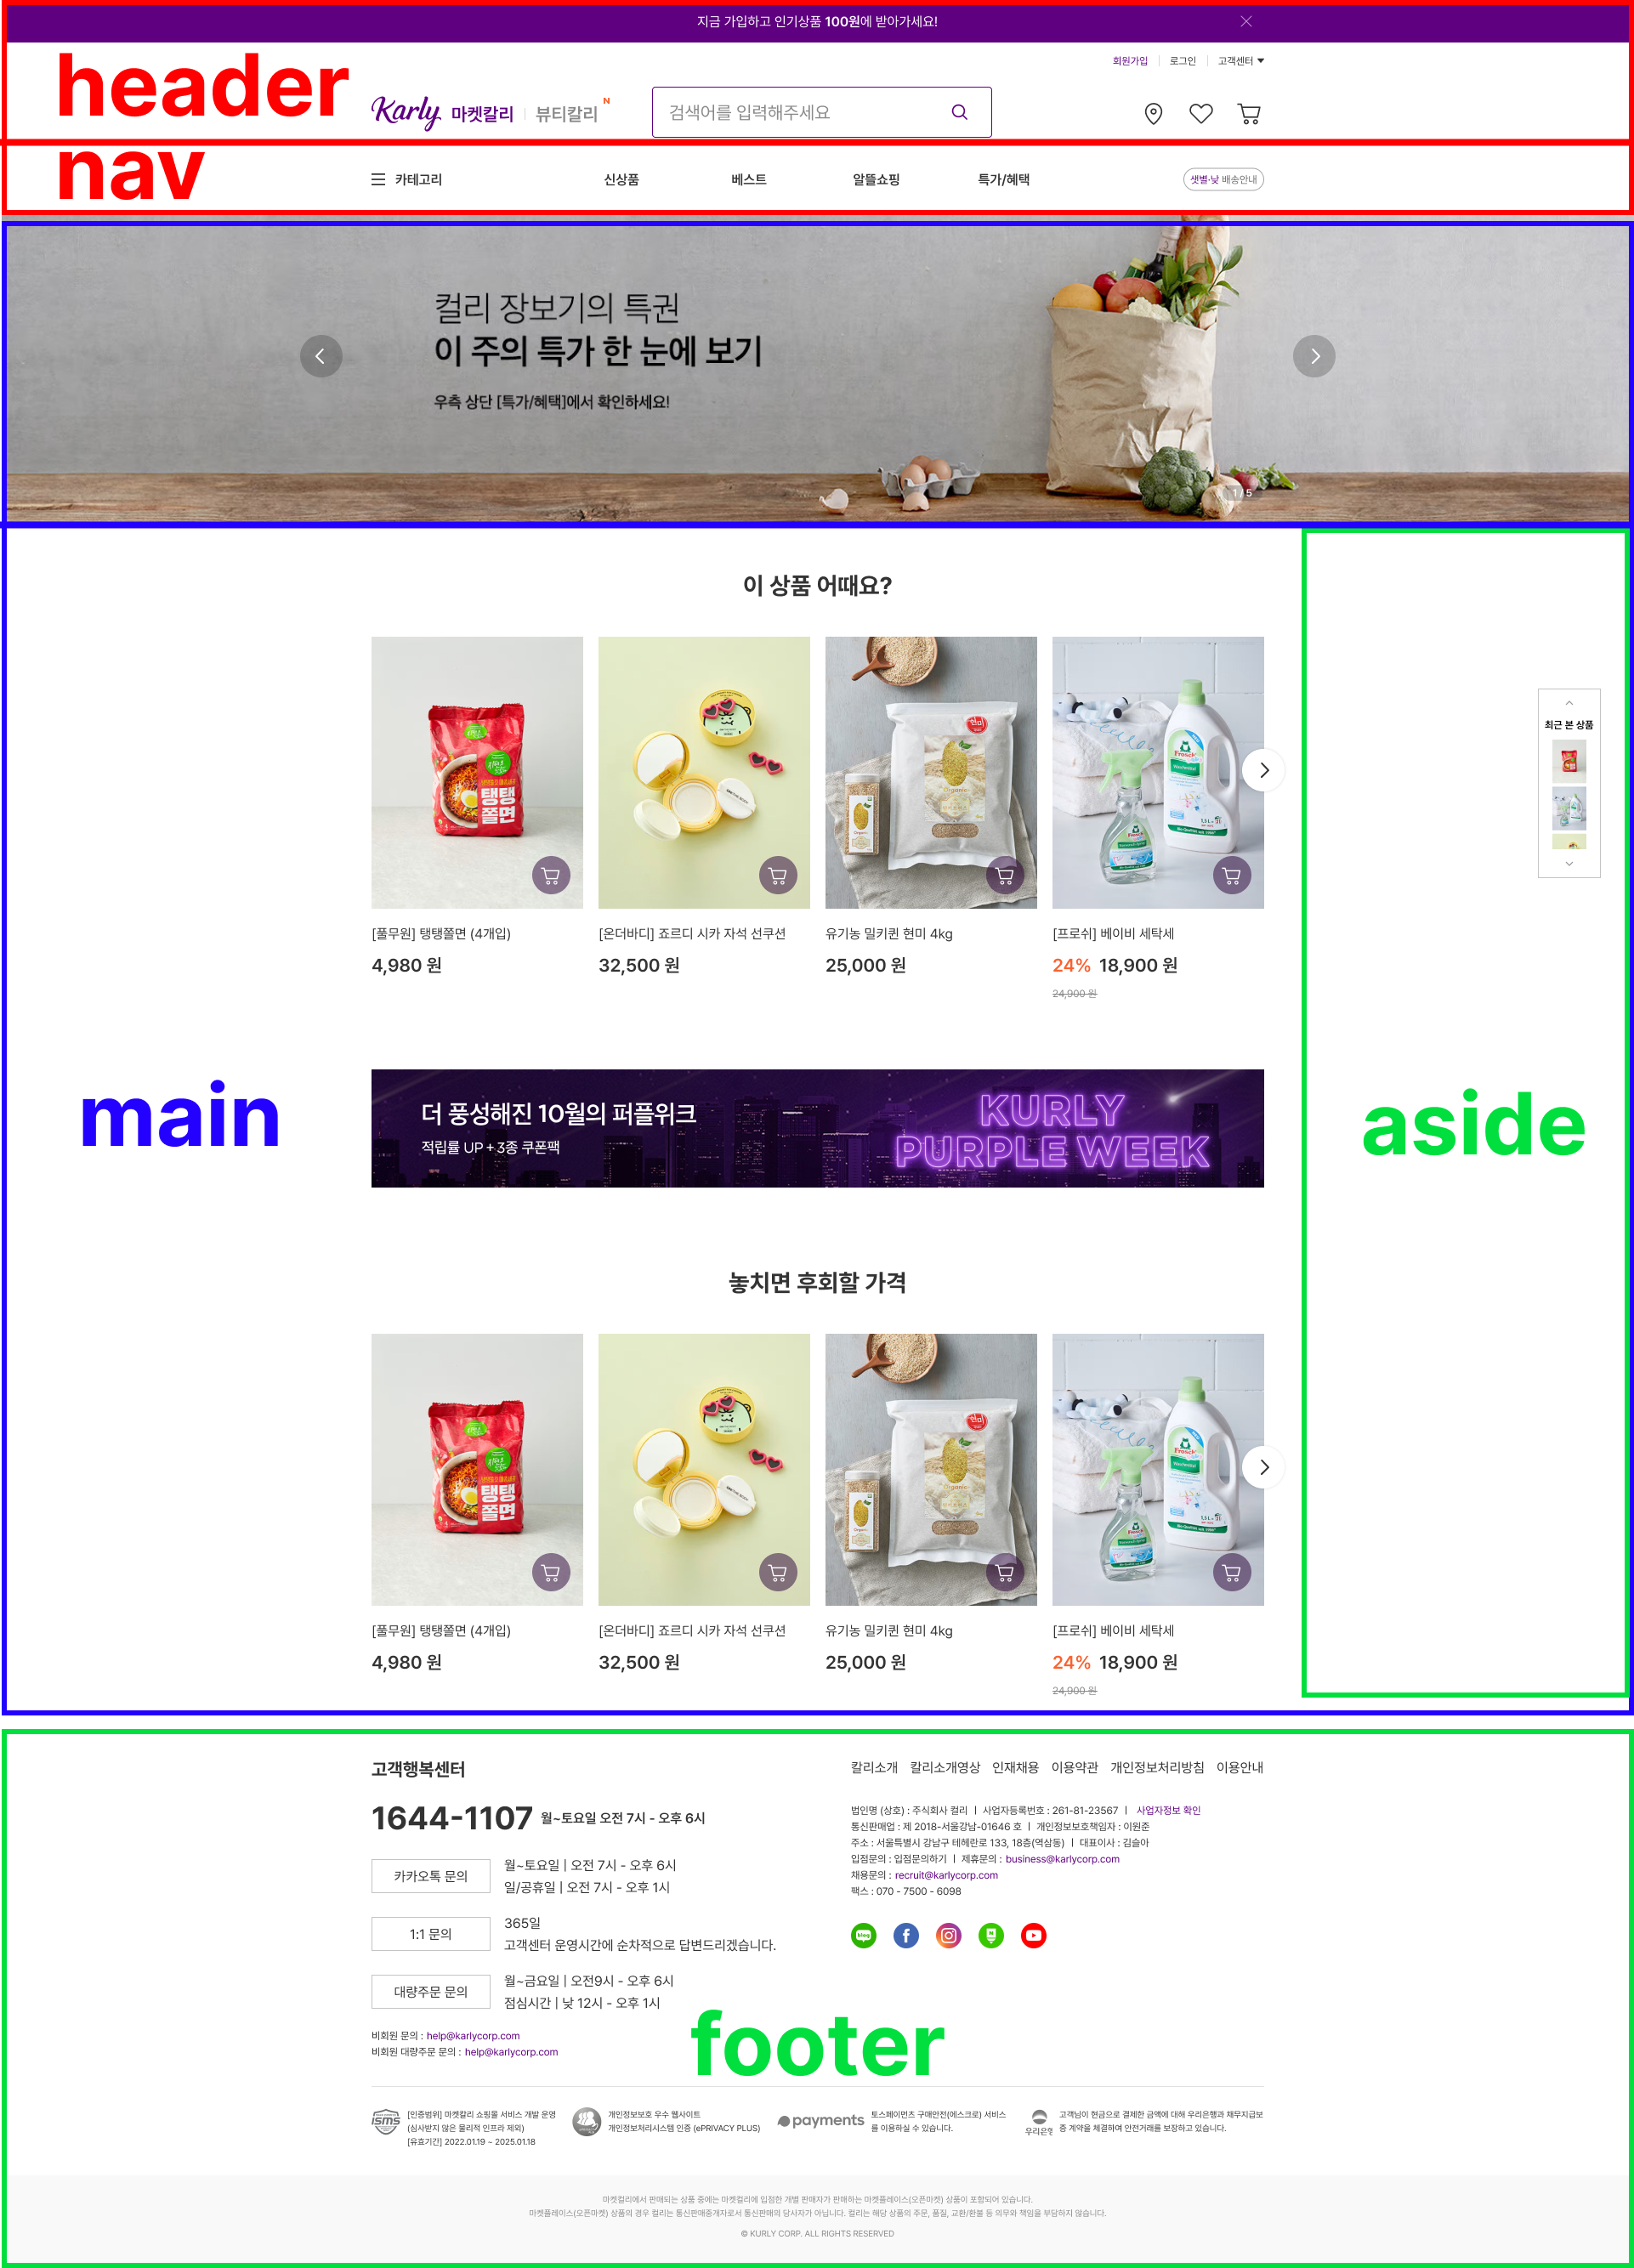 지금 가입하고 인기상품 100원에 받아가세요!
회원가입
로그인
고객센터
header
Karly 마켓칼리
뷰티칼리 N
검색어를 입력해주세요
nav
카테고리
신상품
베스트
알뜰쇼핑
특가/혜택
샛별·낮 배송안내
컬리 장보기의 특권
이 주의 특가 한 눈에 보기
우측 상단 [특가/혜택]에서 확인하세요!
1 / 5
이 상품 어때요?
최근 본 상품
탱탱
쫄면
Organic
현미
Frosch
[풀무원] 탱탱쫄면 (4개입)
4,980 원
[온더바디] 죠르디 시카 자석 선쿠션
32,500 원
유기농 밀키퀸 현미 4kg
25,000 원
[프로쉬] 베이비 세탁세
24% 18,900 원
24,900 원
main
aside
더 풍성해진 10월의 퍼플위크
적립률 UP + 3종 쿠폰팩
KURLY
PURPLE WEEK
놓치면 후회할 가격
탱탱
쫄면
Organic
현미
Frosch
[풀무원] 탱탱쫄면 (4개입)
4,980 원
[온더바디] 죠르디 시카 자석 선쿠션
32,500 원
유기농 밀키퀸 현미 4kg
25,000 원
[프로쉬] 베이비 세탁세
24% 18,900 원
24,900 원
고객행복센터
1644-1107 월~토요일 오전 7시 - 오후 6시
카카오톡 문의
월~토요일 | 오전 7시 - 오후 6시
일/공휴일 | 오전 7시 - 오후 1시
1:1 문의
365일
고객센터 운영시간에 순차적으로 답변드리겠습니다.
대량주문 문의
월~금요일 | 오전9시 - 오후 6시
점심시간 | 낮 12시 - 오후 1시
비회원 문의 : help@karlycorp.com
비회원 대량주문 문의 : help@karlycorp.com
칼리소개 칼리소개영상 인재채용 이용약관 개인정보처리방침 이용안내
법인명 (상호) : 주식회사 컬리 | 사업자등록번호 : 261-81-23567 | 사업자정보 확인
통신판매업 : 제 2018-서울강남-01646 호 | 개인정보보호책임자 : 이원준
주소 : 서울특별시 강남구 테헤란로 133, 18층(역삼동) | 대표이사 : 김슬아
입점문의 : 입점문의하기 | 제휴문의 : business@karlycorp.com
채용문의 : recruit@karlycorp.com
팩스 : 070 - 7500 - 6098
blog
footer
isms
[인증범위] 마켓칼리 쇼핑몰 서비스 개발 운영
(심사받지 않은 물리적 인프라 제외)
[유효기간] 2022.01.19 ~ 2025.01.18
개인정보보호 우수 웹사이트
개인정보처리시스템 인증 (ePRIVACY PLUS)
payments
토스페이먼츠 구매안전(에스크로) 서비스
를 이용하실 수 있습니다.
우리은행
고객님이 현금으로 결제한 금액에 대해 우리은행과 채무지급보
증 계약을 체결하여 안전거래를 보장하고 있습니다.
마켓컬리에서 판매되는 상품 중에는 마켓컬리에 입점한 개별 판매자가 판매하는 마켓플레이스(오픈마켓) 상품이 포함되어 있습니다.
마켓플레이스(오픈마켓) 상품의 경우 컬리는 통신판매중개자로서 통신판매의 당사자가 아닙니다. 컬리는 해당 상품의 주문, 품질, 교환/환불 등 의무와 책임을 부담하지 않습니다.
© KURLY CORP. ALL RIGHTS RESERVED